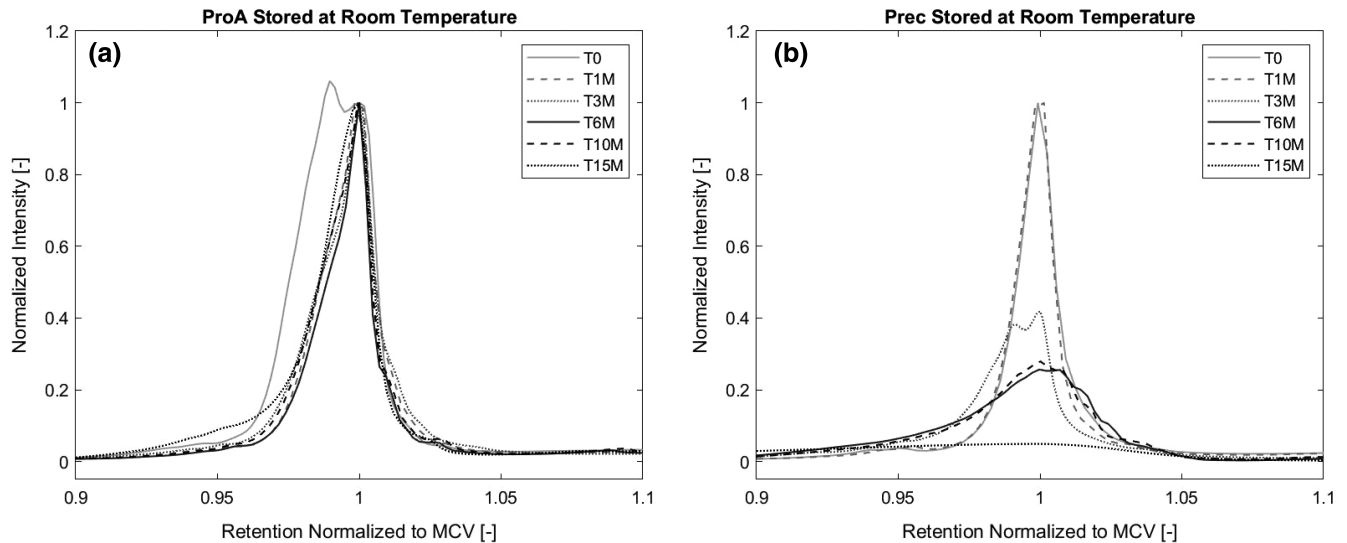 ProA Stored at Room Temperature
(a)
T0
T1M
T3M
T6M
T10M
T15M
1.2
1
0.8
0.6
0.4
0.2
0
Normalized Intensity [-]
0.9
0.95
1
1.05
1.1
Retention Normalized to MCV [-]
Prec Stored at Room Temperature
(b)
T0
T1M
T3M
T6M
T10M
T15M
1.2
1
0.8
0.6
0.4
0.2
0
Normalized Intensity [-]
0.9
0.95
1
1.05
1.1
Retention Normalized to MCV [-]